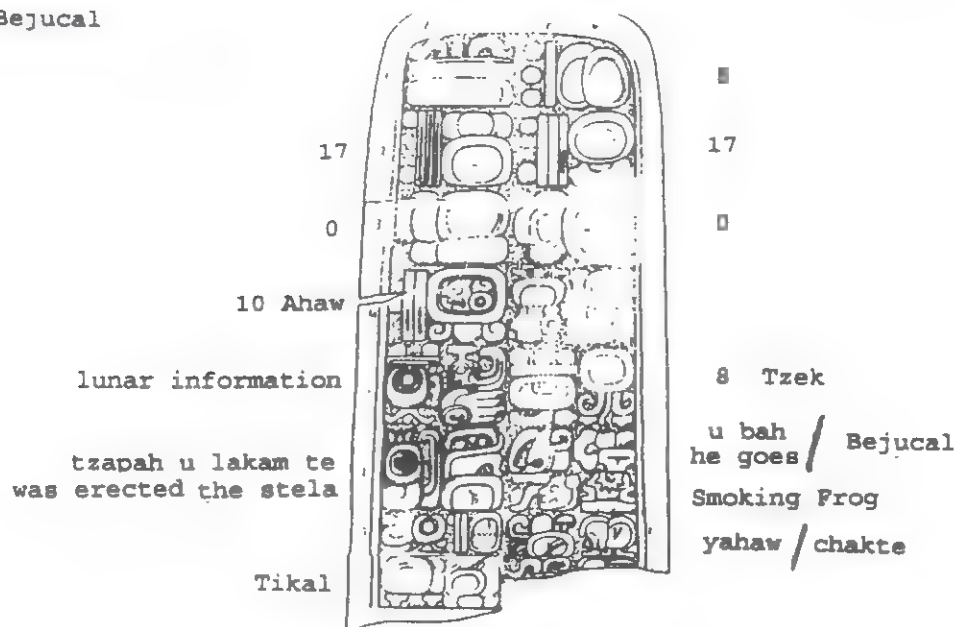 Bejucal
17
17
0
0
10 Ahaw
lunar information
8 Tzek
u bah / Bejucal
he goes
tzapah u lakam te
was erected the stela
Smoking Frog
yahaw / chakte
Tikal